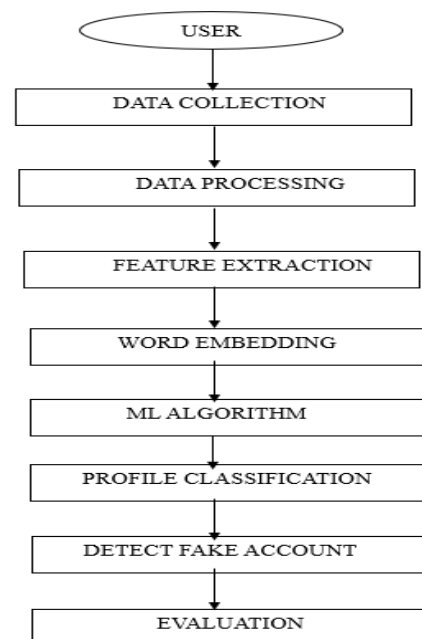 USER
DATA COLLECTION
DATA PROCESSING
FEATURE EXTRACTION
WORD EMBEDDING
ML ALGORITHM
PROFILE CLASSIFICATION
DETECT FAKE ACCOUNT
EVALUATION